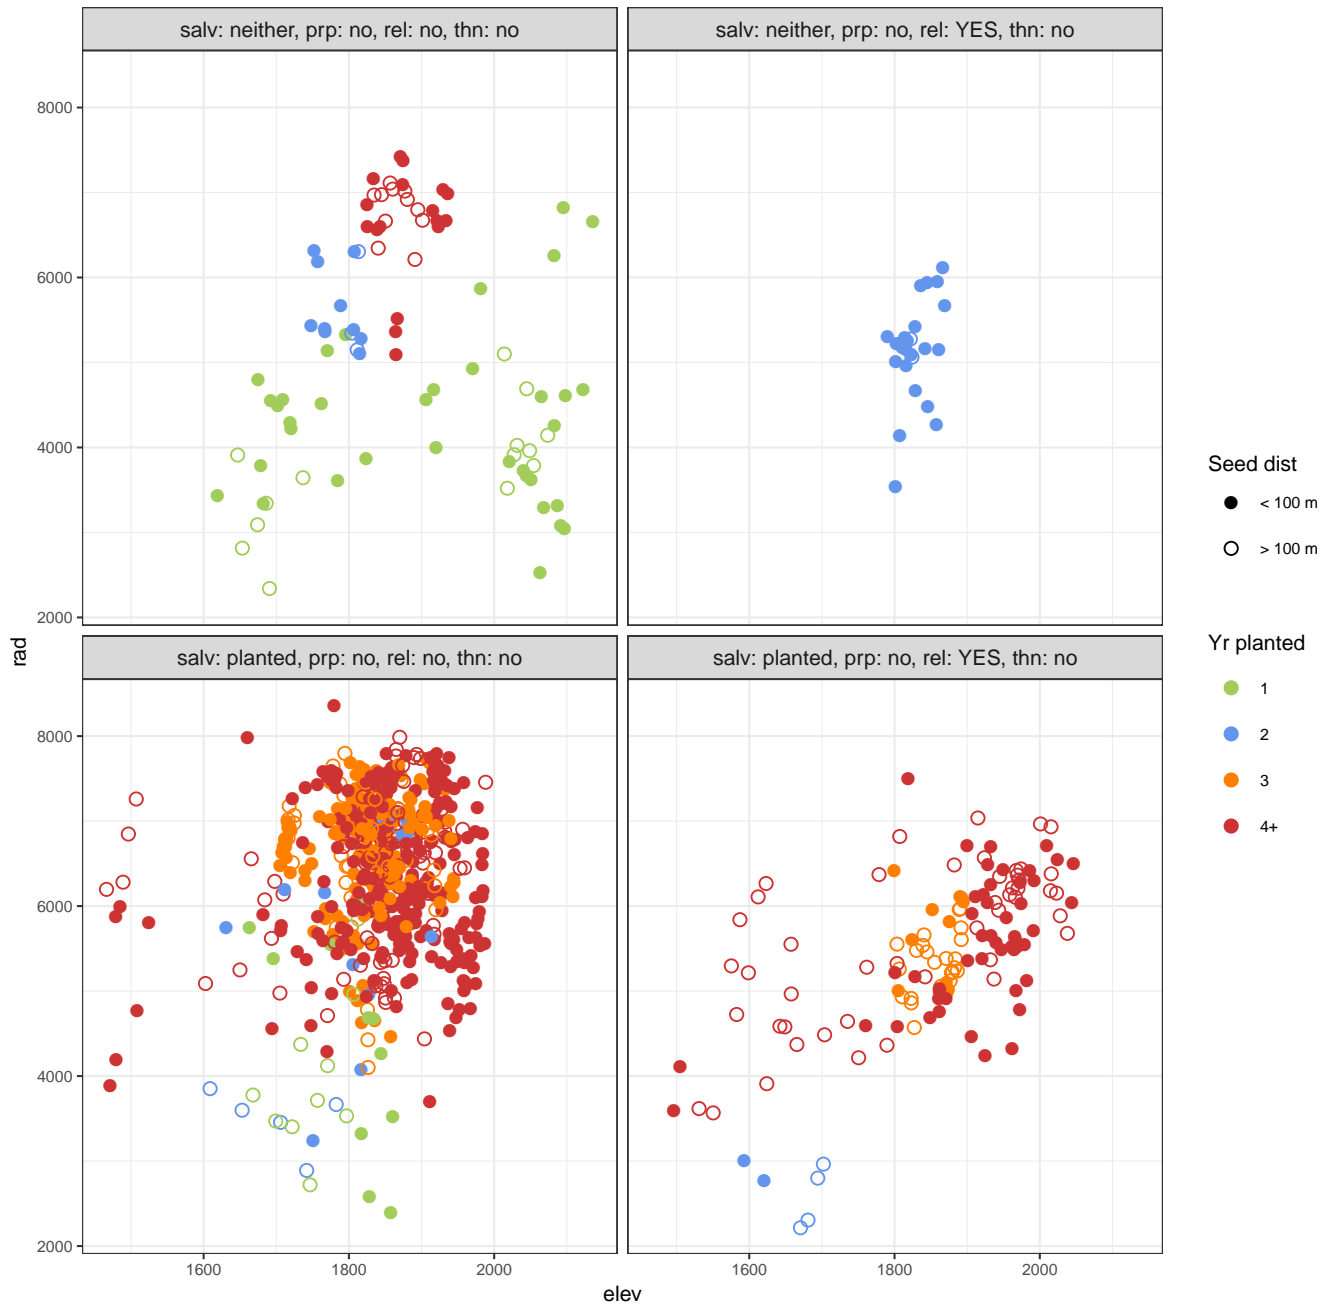 salv: neither, prp: no, rel: no, thn: no
salv: neither, prp: no, rel: YES, thn: no
8000
6000
4000
2000
salv: planted, prp: no, rel: no, thn: no
salv: planted, prp: no, rel: YES, thn: no
8000
6000
4000
2000
1600
1800
2000
1600
1800
2000
elev
rad
Seed dist
< 100 m
> 100 m
Yr planted
1
2
3
4+